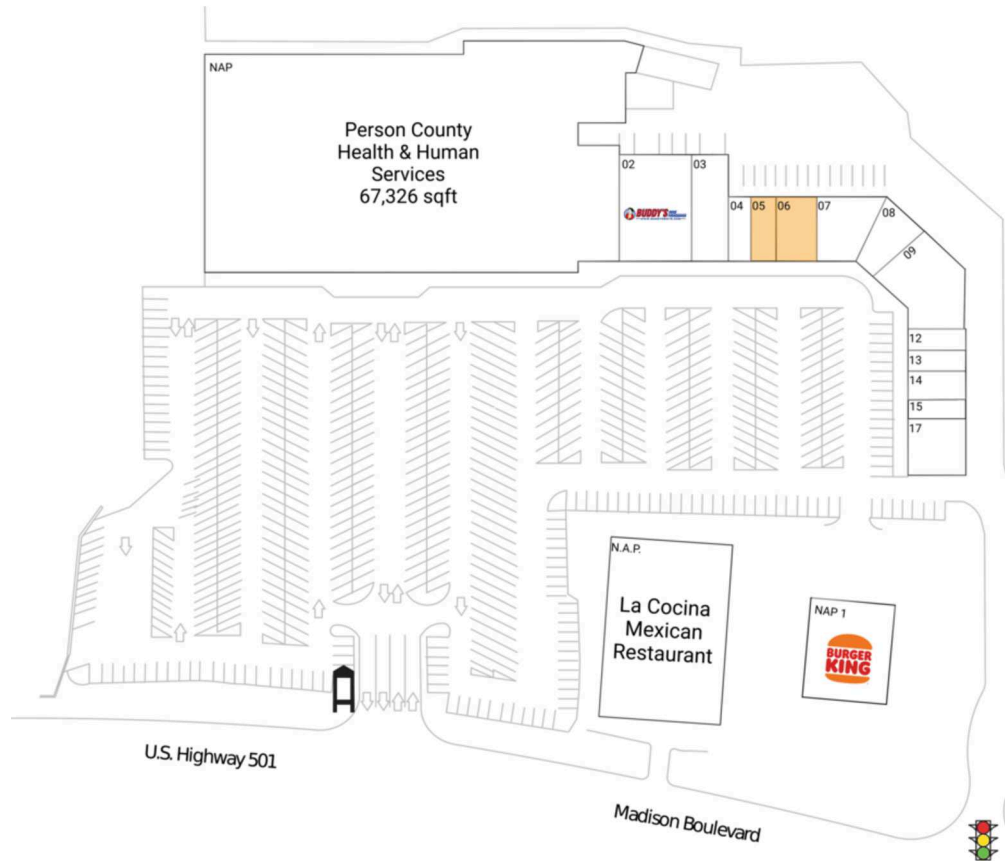 NAP
Person County
Health & Human
Services
67,326 sqft
02
03
BUDDY'S
04
05
06
07
08
09
12
13
14
15
17
N.A.P.
La Cocina
Mexican
Restaurant
NAP 1
BURGER
KING
U.S. Highway 501
Madison Boulevard